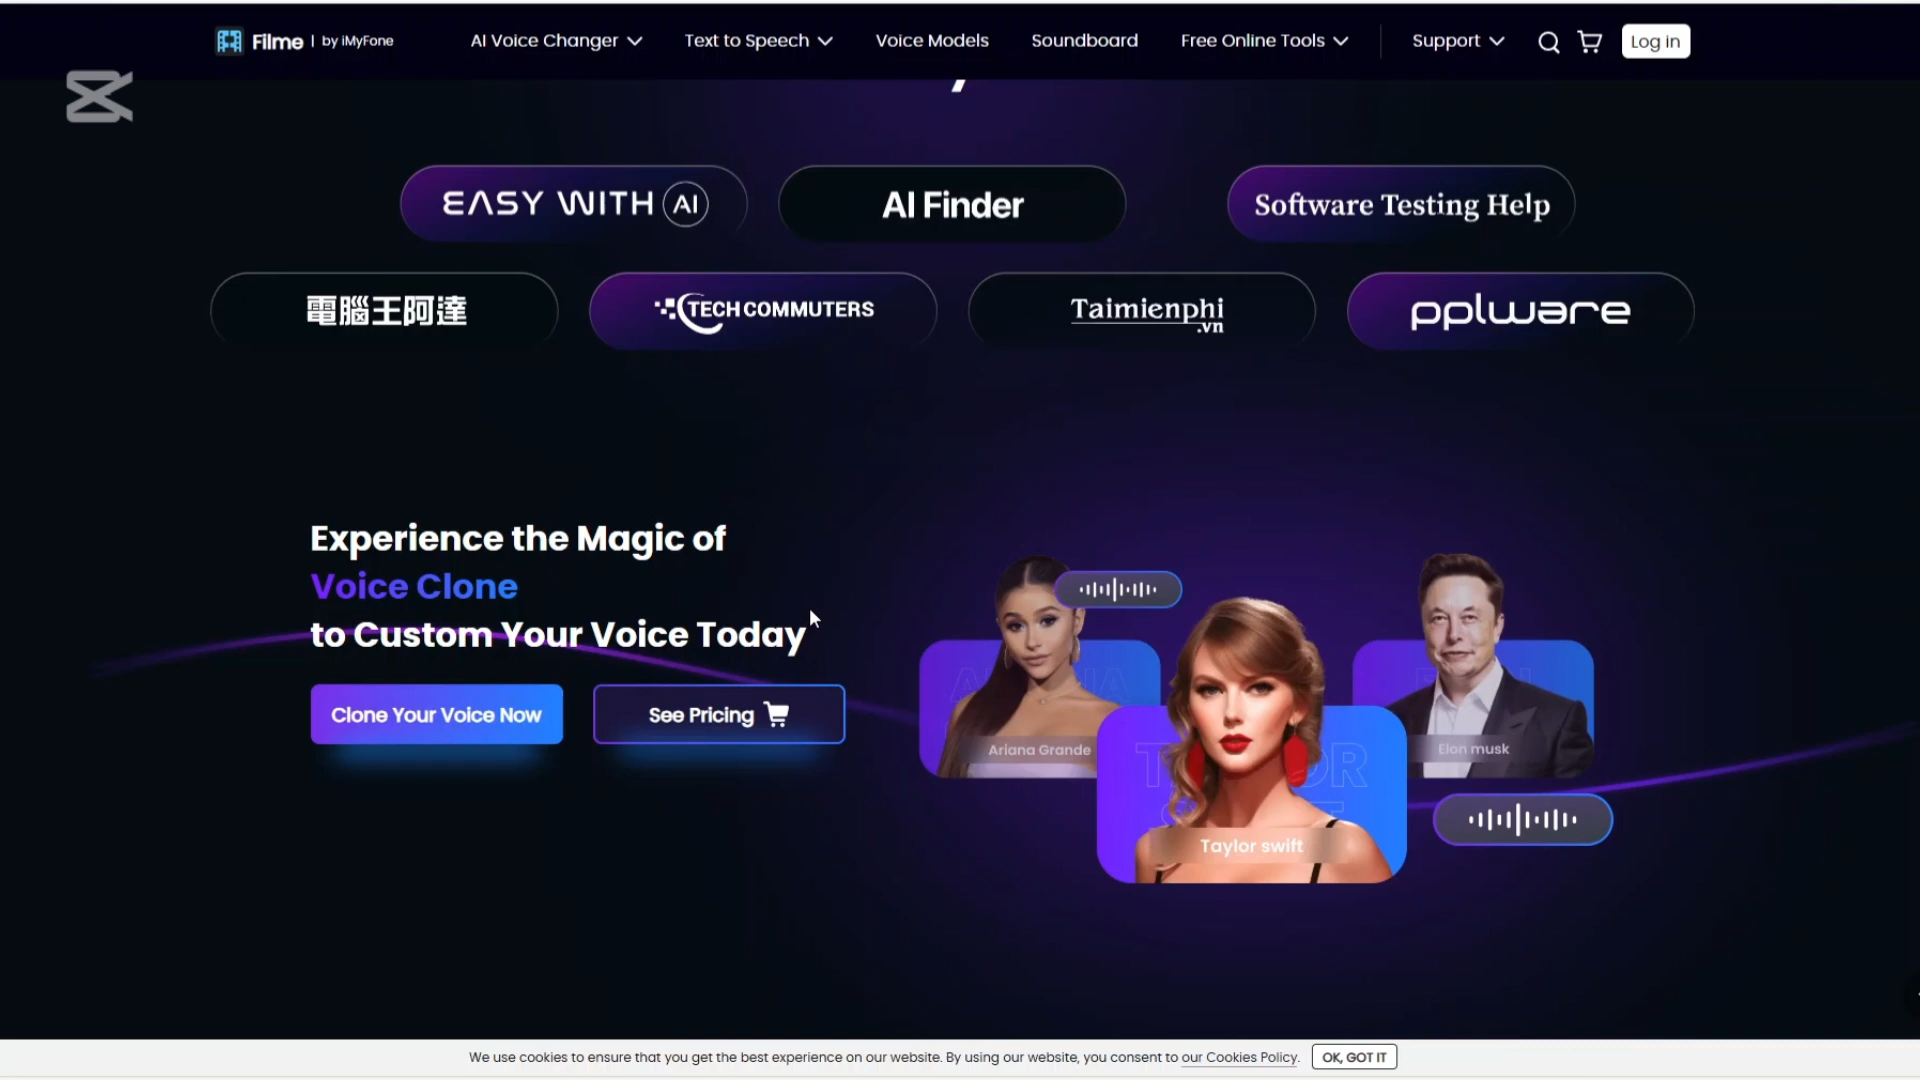 Filme | by iMyFone
AI Voice Changer
Text to Speech
Voice Models
Soundboard
Free Online Tools
Support
Log in
EASY WITH AI
AI Finder
Software Testing Help
電腦王阿達
TECH COMMUTERS
Taimienphi
.vn
pplware
Experience the Magic of
Voice Clone
to Custom Your Voice Today
Clone Your Voice Now
See Pricing
Ariana Grande
Taylor swift
Elon musk
We use cookies to ensure that you get the best experience on our website. By using our website, you consent to our Cookies Policy.
OK, GOT IT